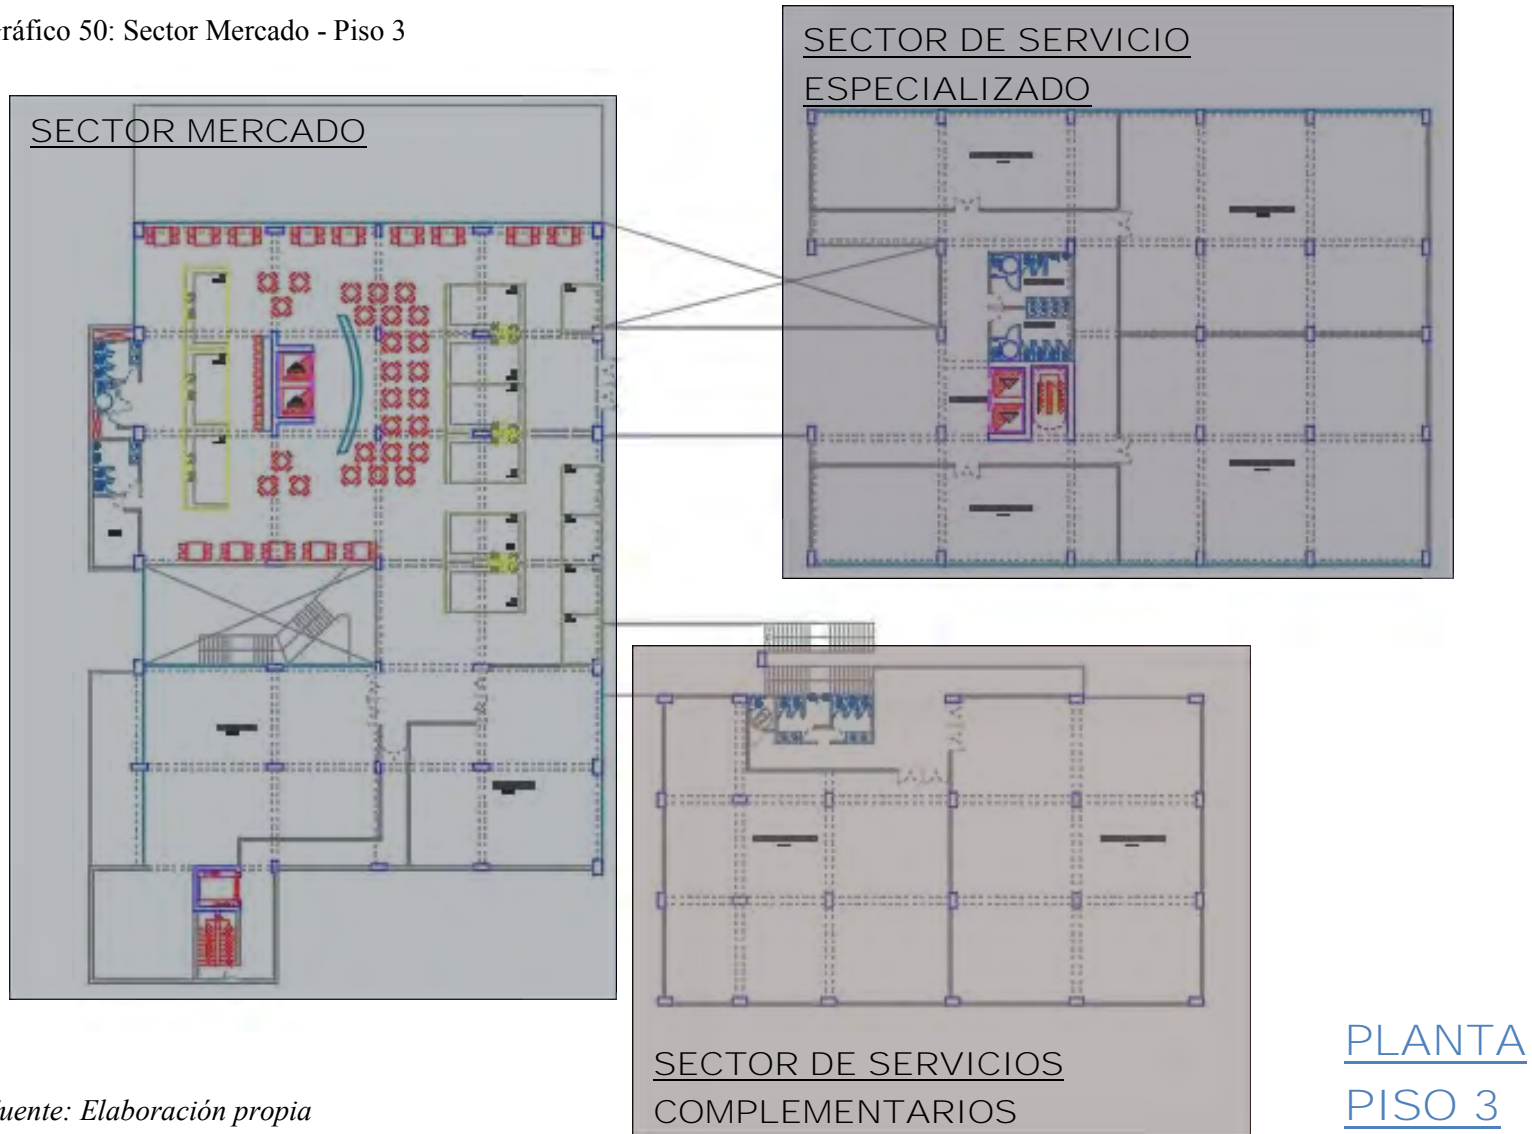 ráfico 50: Sector Mercado - Piso 3
SECTOR DE SERVICIO
ESPECIALIZADO
SECTOR MERCADO
SECTOR DE SERVICIOS
COMPLEMENTARIOS
PLANTA
PISO 3
uente: Elaboración propia